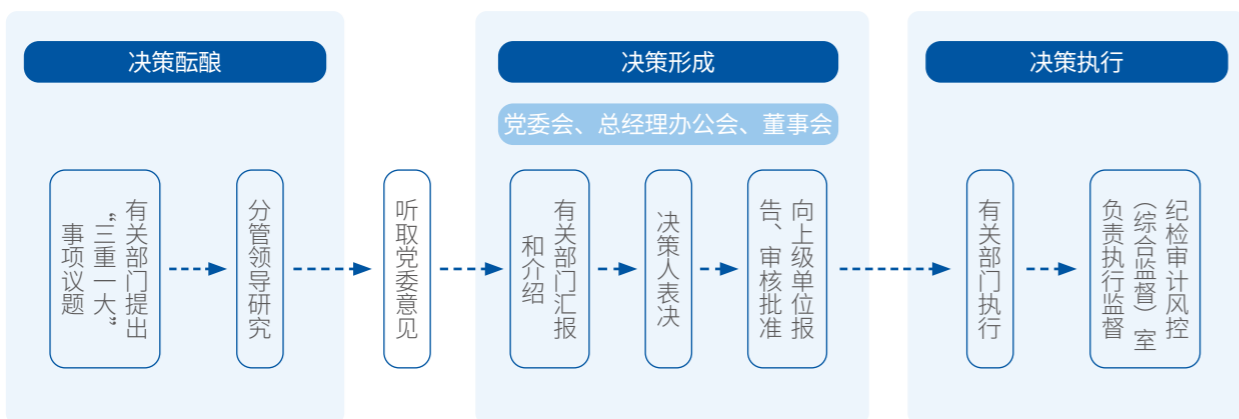 决策酝酿
有关部门提出
“三重一大”
事项议题
分管领导研究
听取党委意见
决策形成
党委会、总经理办公会、董事会
有关部门汇报
和介绍
决策人表决
向上级单位报
告、审核批准
决策执行
有关部门执行
纪检审计风控
（综合监督）室
负责执行监督